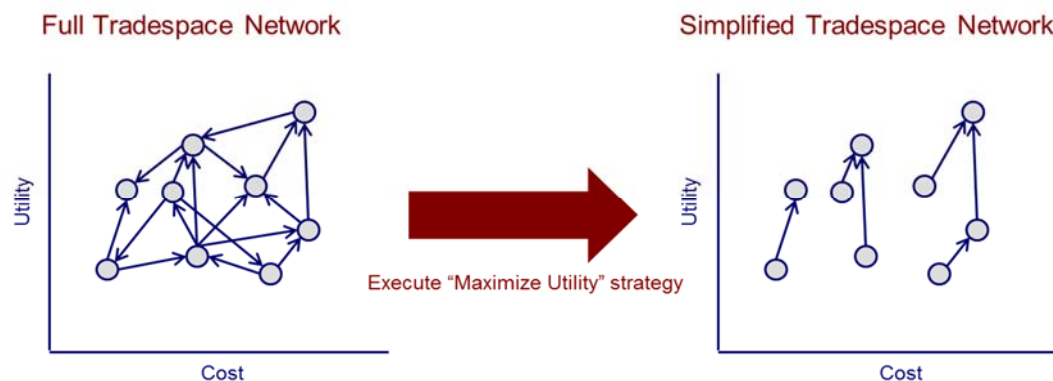 Full Tradespace Network
Simplified Tradespace Network
Utility
Cost
Execute “Maximize Utility” strategy
Utility
Cost